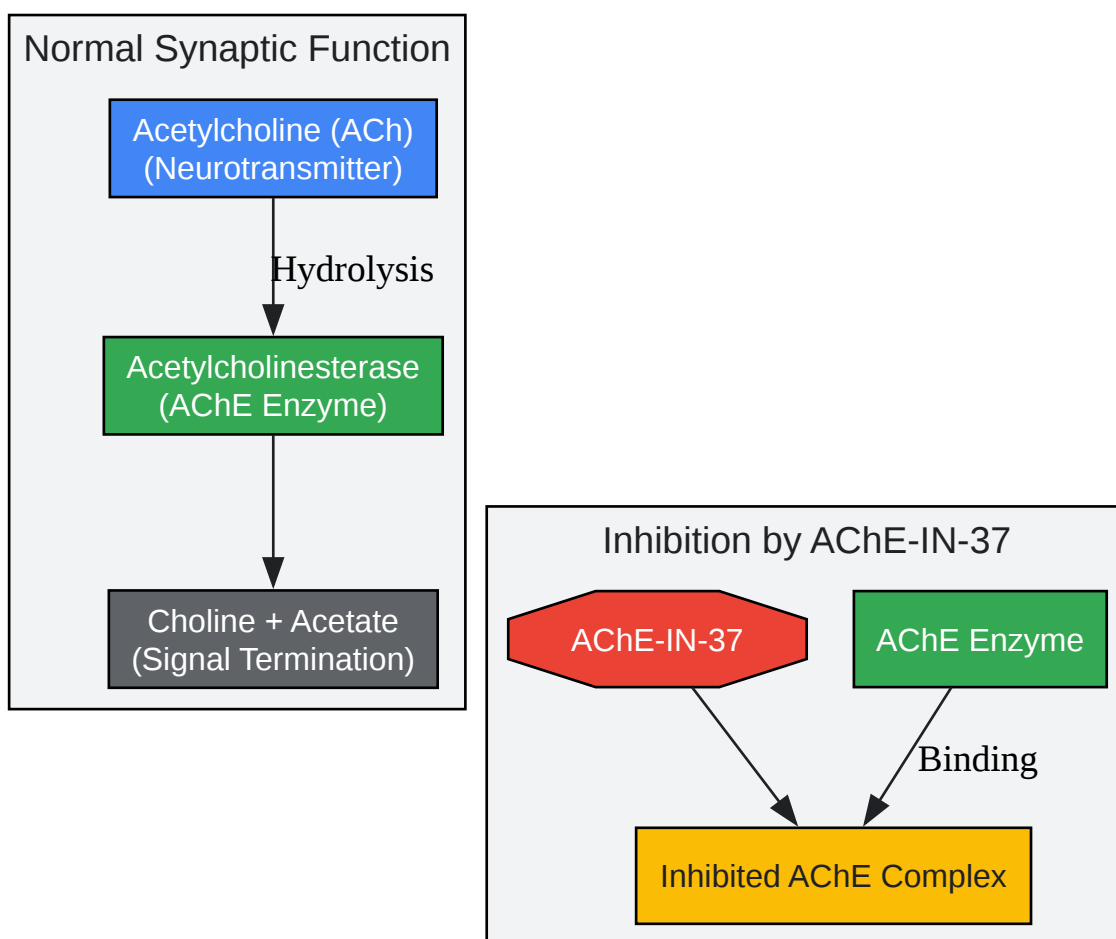 Normal Synaptic Function
Acetylcholine (ACh)
(Neurotransmitter)
Hydrolysis
Acetylcholinesterase
(AChE Enzyme)
Choline + Acetate
(Signal Termination)
Inhibition by AChE-IN-37
AChE-IN-37
AChE Enzyme
Binding
Inhibited AChE Complex